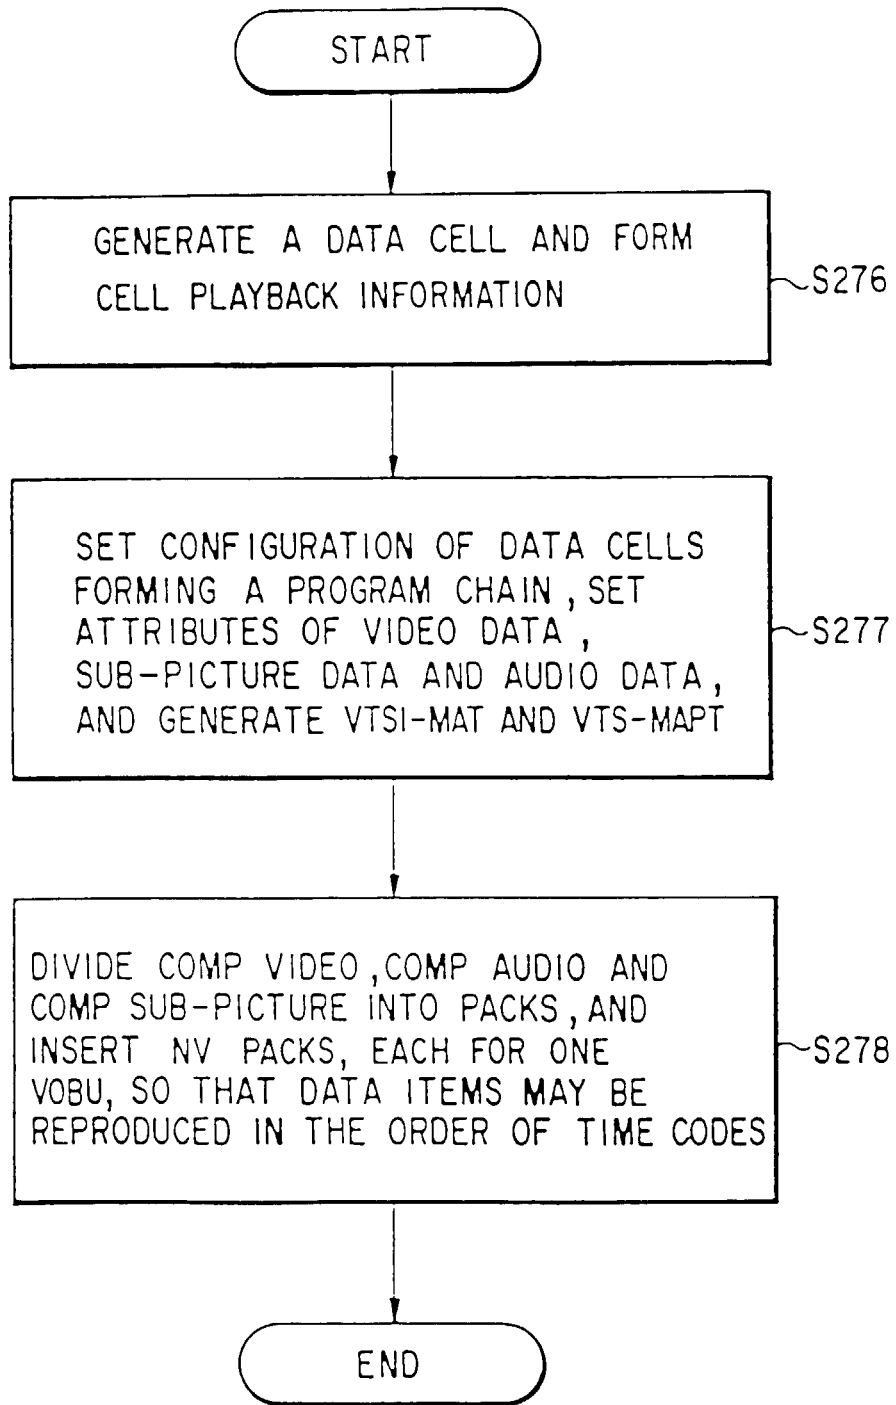 START
GENERATE A DATA CELL AND FORM
CELL PLAYBACK INFORMATION
S276
SET CONFIGURATION OF DATA CELLS
FORMING A PROGRAM CHAIN, SET
ATTRIBUTES OF VIDEO DATA,
SUB-PICTURE DATA AND AUDIO DATA,
AND GENERATE VTSI-MAT AND VTS-MAPT
S277
DIVIDE COMP VIDEO, COMP AUDIO AND
COMP SUB-PICTURE INTO PACKS, AND
INSERT NV PACKS, EACH FOR ONE
VOBU, SO THAT DATA ITEMS MAY BE
REPRODUCED IN THE ORDER OF TIME CODES
S278
END